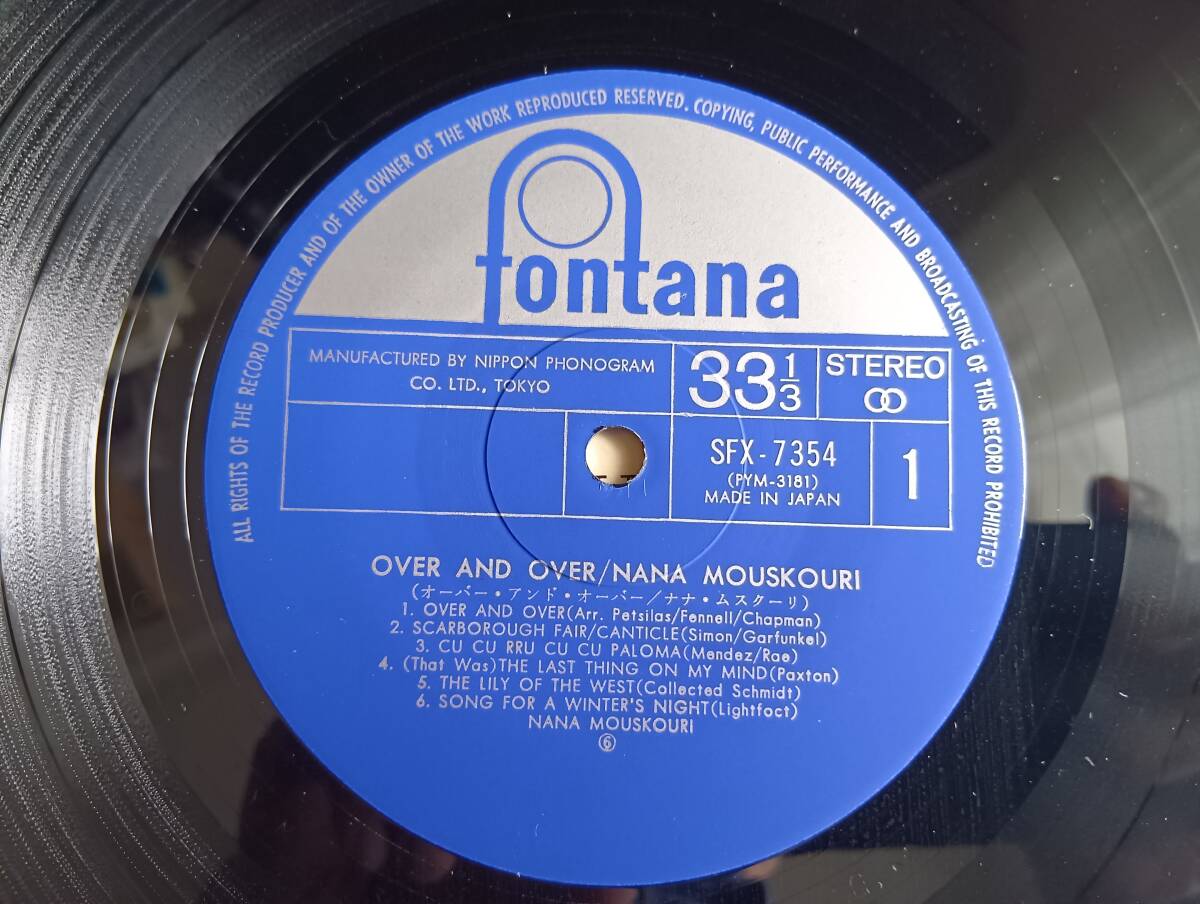 ALL RIGHTS OF THE RECORD PRODUCER AND OF THE OWNER OF THE WORK REPRODUCED RESERVED. COPYING, PUBLIC PERFORMANCE AND BROADCASTING OF THIS RECORD PROHIBITED
fontana
MANUFACTURED BY NIPPON PHONOGRAM
CO. LTD., TOKYO
33 1/3
STEREO
SFX-7354
(PYM-3181)
MADE IN JAPAN
1
OVER AND OVER/NANA MOUSKOURI
(オーバー・アンド・オーバー/ナナ・ムスクーリ)
1. OVER AND OVER(Arr. Petsilas/Fennell/Chapman)
2. SCARBOROUGH FAIR/CANTICLE(Simon/Garfunkel)
3. CU CU RRU CU CU PALOMA(Mendez/Rae)
4. (That Was)THE LAST THING ON MY MIND(Paxton)
5. THE LILY OF THE WEST(Collected Schmidt)
6. SONG FOR A WINTER'S NIGHT(Lightfoct)
NANA MOUSKOURI
⑥